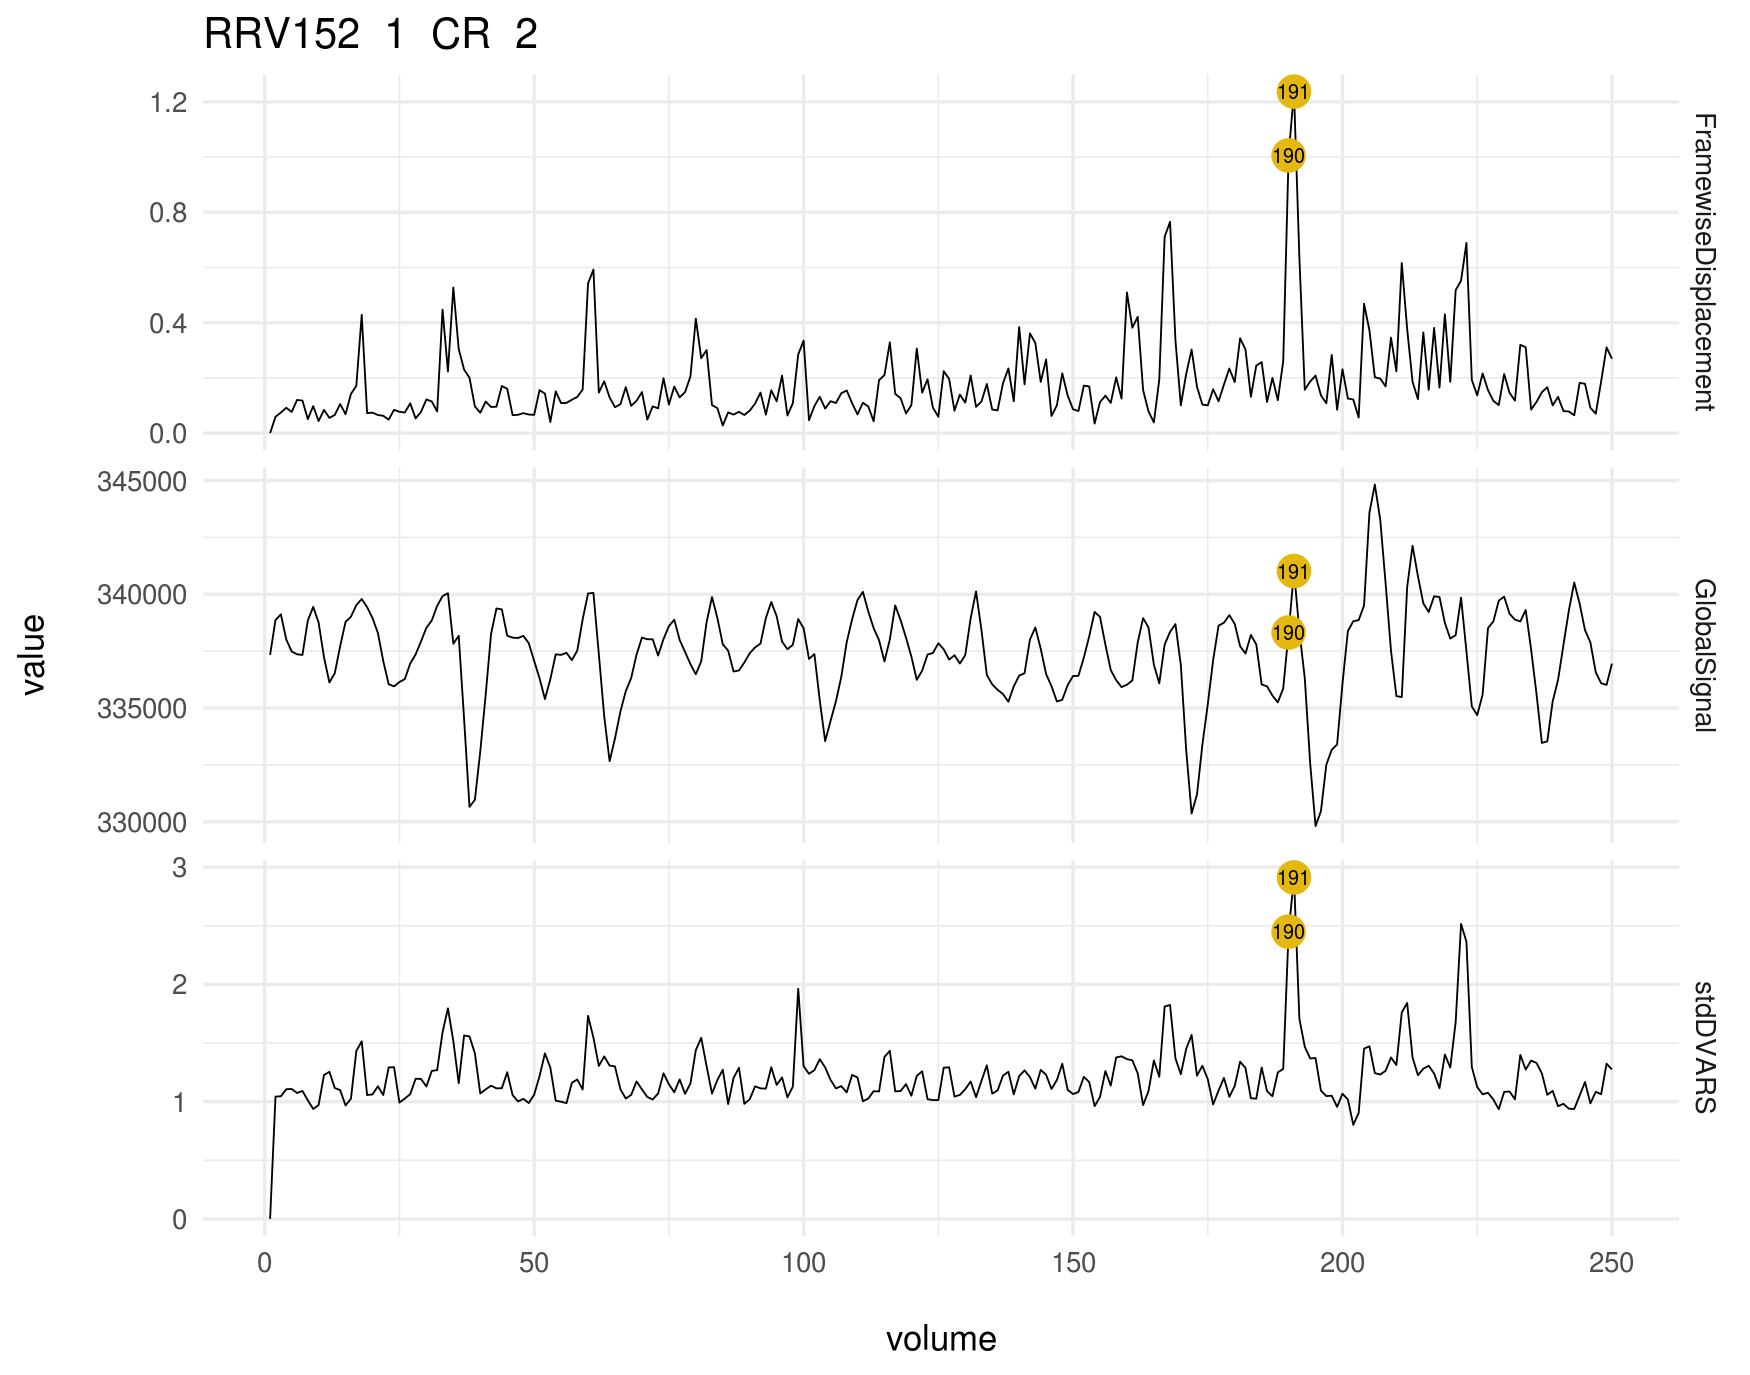 RRV152 1 CR 2
1.2
0.8
0.4
0.0
191
190
FramewiseDisplacement
345000
340000
335000
330000
191
190
GlobalSignal
value
3
2
1
0
191
190
stdDVARS
0 50 100 150 200 250
volume